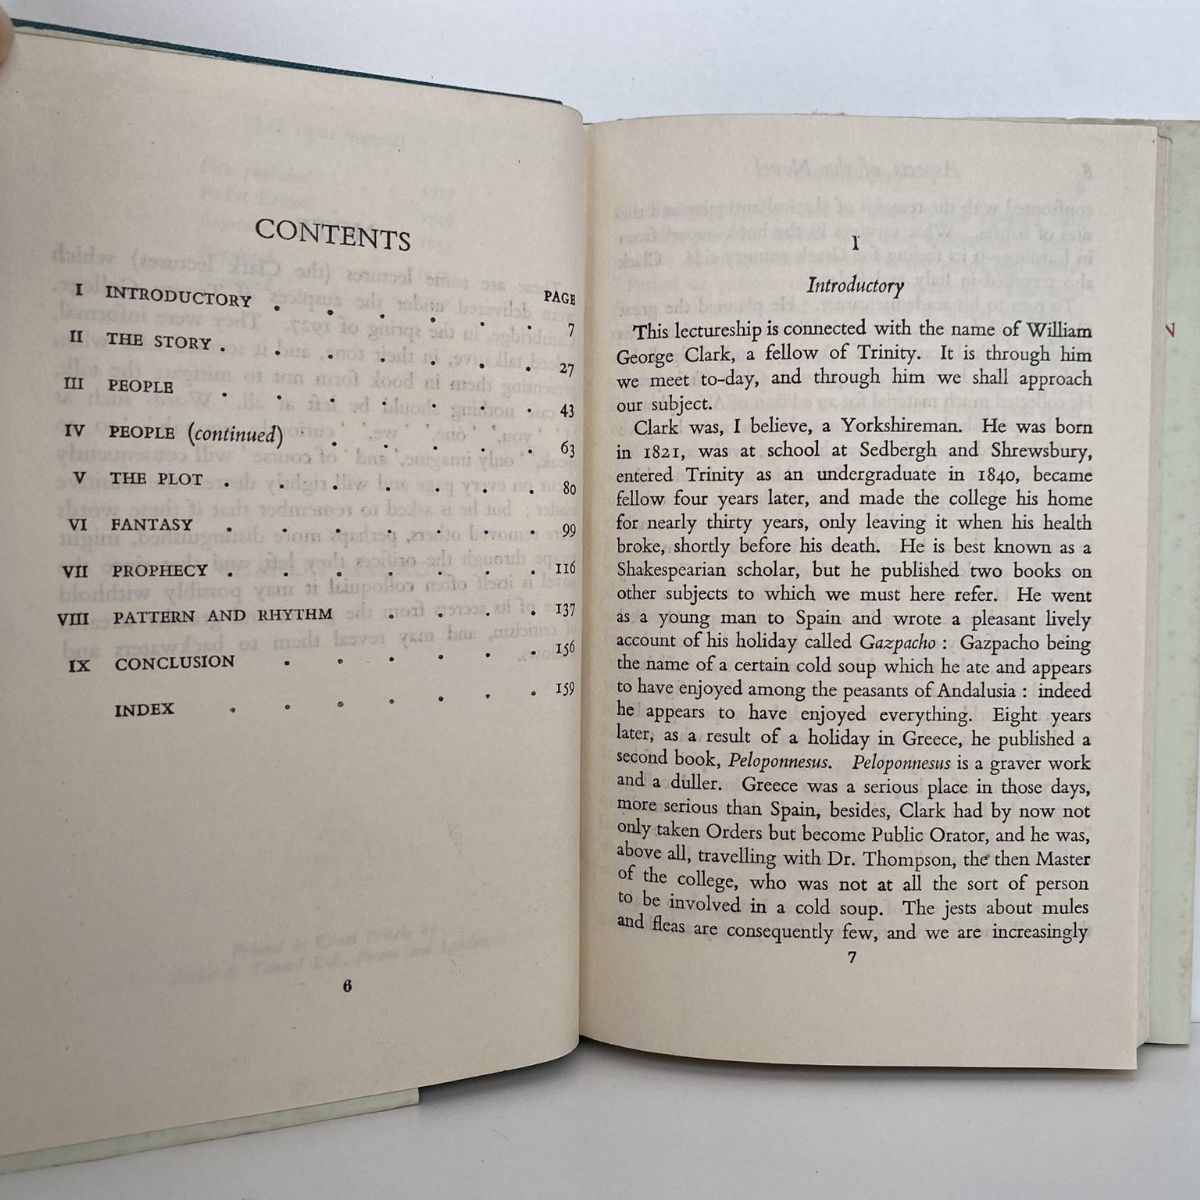 CONTENTS
PAGE
I INTRODUCTORY . . . . . . 7
II THE STORY . . . . . . . 27
III PEOPLE . . . . . . . 43
IV PEOPLE (continued) . . . . . 63
V THE PLOT . . . . . . . 80
VI FANTASY . . . . . . . 99
VII PROPHECY . . . . . . . 116
VIII PATTERN AND RHYTHM . . . . 137
IX CONCLUSION . . . . . . 156
INDEX . . . . . . . 159
6
I
Introductory
This lectureship is connected with the name of William
George Clark, a fellow of Trinity. It is through him
we meet to-day, and through him we shall approach
our subject.
Clark was, I believe, a Yorkshireman. He was born
in 1821, was at school at Sedbergh and Shrewsbury,
entered Trinity as an undergraduate in 1840, became
fellow four years later, and made the college his home
for nearly thirty years, only leaving it when his health
broke, shortly before his death. He is best known as a
Shakespearian scholar, but he published two books on
other subjects to which we must here refer. He went
as a young man to Spain and wrote a pleasant lively
account of his holiday called Gazpacho : Gazpacho being
the name of a certain cold soup which he ate and appears
to have enjoyed among the peasants of Andalusia : indeed
he appears to have enjoyed everything. Eight years
later, as a result of a holiday in Greece, he published a
second book, Peloponnesus. Peloponnesus is a graver work
and a duller. Greece was a serious place in those days,
more serious than Spain, besides, Clark had by now not
only taken Orders but become Public Orator, and he was,
above all, travelling with Dr. Thompson, the then Master
of the college, who was not at all the sort of person
to be involved in a cold soup. The jests about mules
and fleas are consequently few, and we are increasingly
7
N